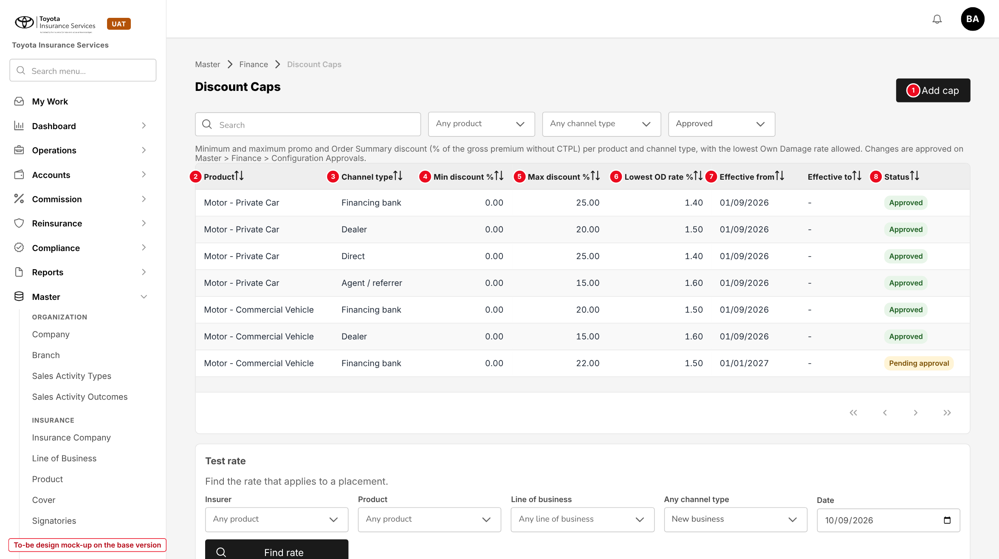 Toyota
Insurance Services
UAT
BA
Toyota Insurance Services
Search menu...
My Work
Dashboard
Operations
Accounts
Commission
Reinsurance
Compliance
Reports
Master
ORGANIZATION
Company
Branch
Sales Activity Types
Sales Activity Outcomes
INSURANCE
Insurance Company
Line of Business
Product
Cover
Signatories
To-be design mock-up on the base version
Master Finance Discount Caps
Discount Caps
1 Add cap
Search
Any product
Any channel type
Approved
Minimum and maximum promo and Order Summary discount (% of the gross premium without CTPL) per product and channel type, with the lowest Own Damage rate allowed. Changes are approved on
Master > Finance > Configuration Approvals.
2 Product 3 Channel type 4 Min discount % 5 Max discount % 6 Lowest OD rate % 7 Effective from Effective to 8 Status
Motor - Private Car Financing bank 0.00 25.00 1.40 01/09/2026 - Approved
Motor - Private Car Dealer 0.00 20.00 1.50 01/09/2026 - Approved
Motor - Private Car Direct 0.00 25.00 1.40 01/09/2026 - Approved
Motor - Private Car Agent / referrer 0.00 15.00 1.60 01/09/2026 - Approved
Motor - Commercial Vehicle Financing bank 0.00 20.00 1.50 01/09/2026 - Approved
Motor - Commercial Vehicle Dealer 0.00 15.00 1.60 01/09/2026 - Approved
Motor - Commercial Vehicle Financing bank 0.00 22.00 1.50 01/01/2027 - Pending approval
Test rate
Find the rate that applies to a placement.
Insurer Product Line of business Any channel type Date
Any product Any product Any line of business New business 10/09/2026
Find rate